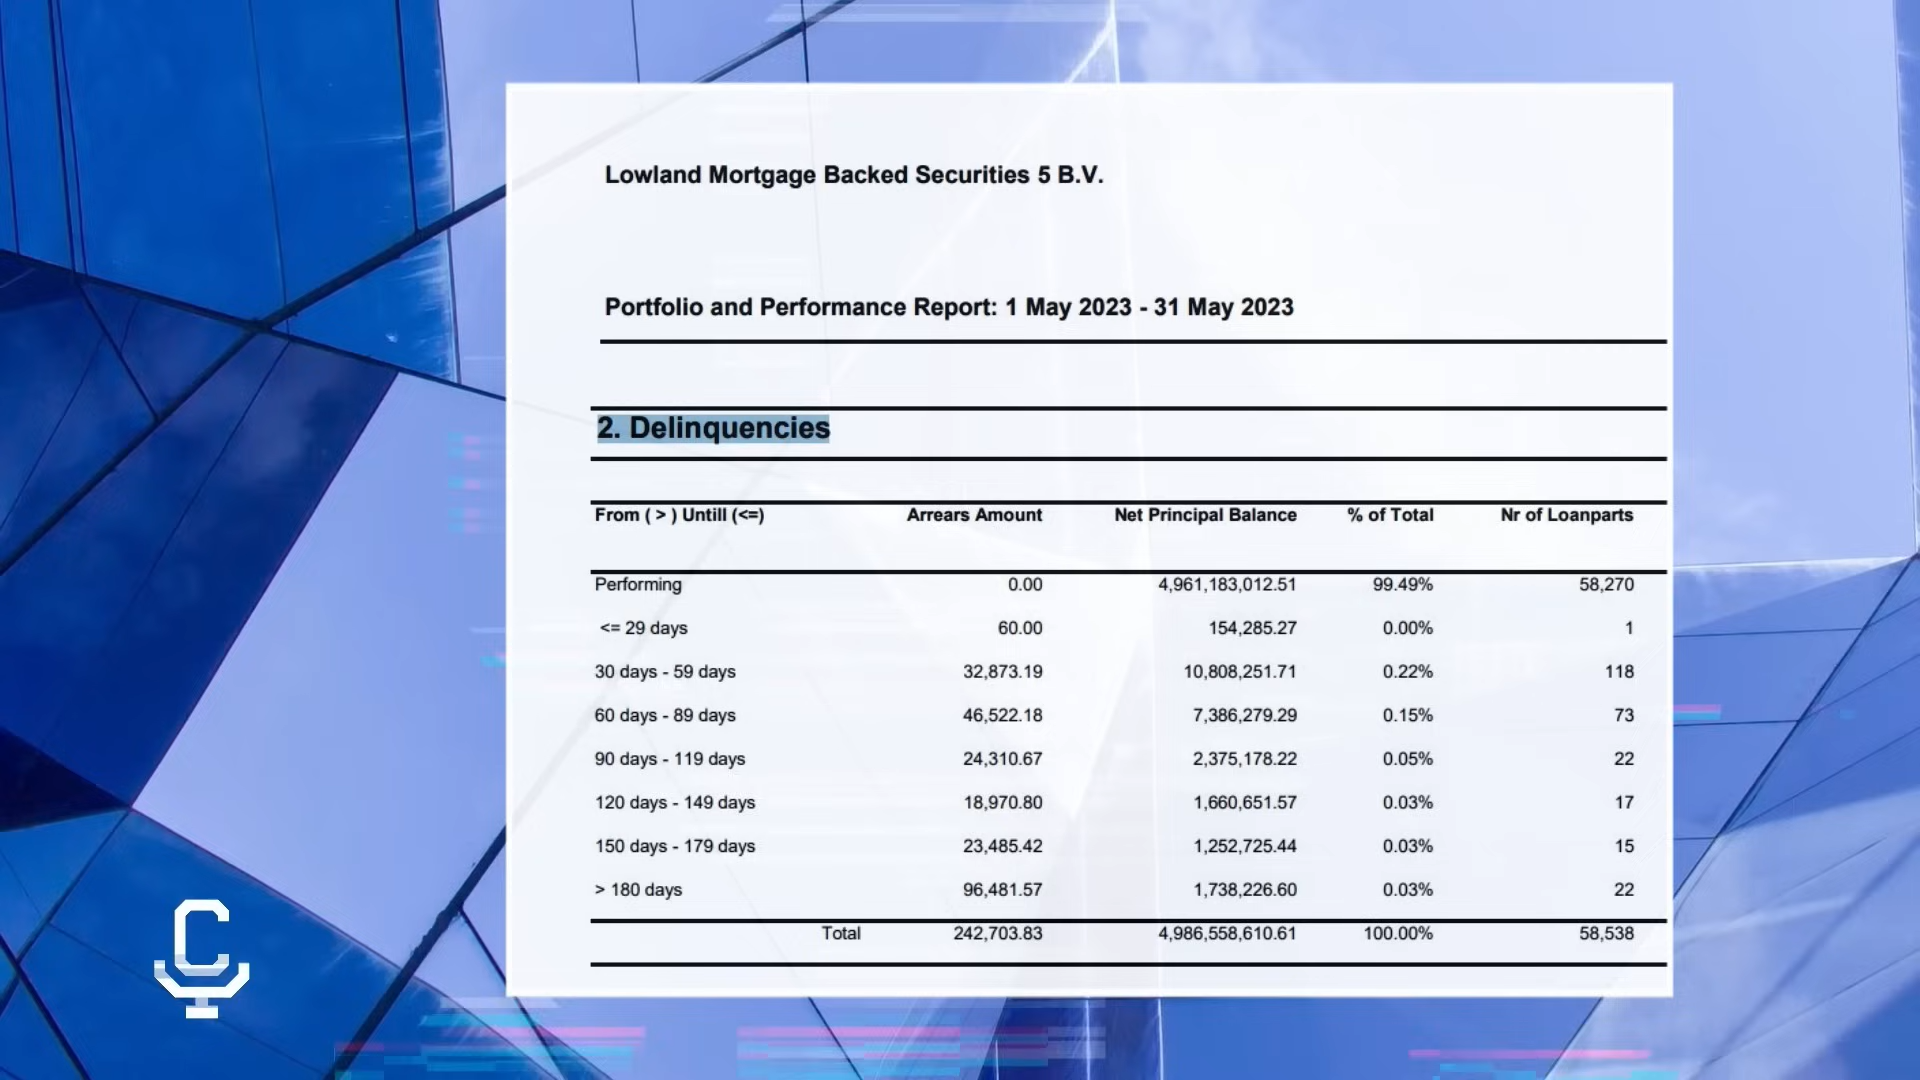 Lowland Mortgage Backed Securities 5 B.V.
Portfolio and Performance Report: 1 May 2023 - 31 May 2023
2. Delinquencies
From ( > ) Untill (<=) Arrears Amount Net Principal Balance % of Total Nr of Loanparts
Performing 0.00 4,961,183,012.51 99.49% 58,270
<= 29 days 60.00 154,285.27 0.00% 1
30 days - 59 days 32,873.19 10,808,251.71 0.22% 118
60 days - 89 days 46,522.18 7,386,279.29 0.15% 73
90 days - 119 days 24,310.67 2,375,178.22 0.05% 22
120 days - 149 days 18,970.80 1,660,651.57 0.03% 17
150 days - 179 days 23,485.42 1,252,725.44 0.03% 15
> 180 days 96,481.57 1,738,226.60 0.03% 22
Total 242,703.83 4,986,558,610.61 100.00% 58,538